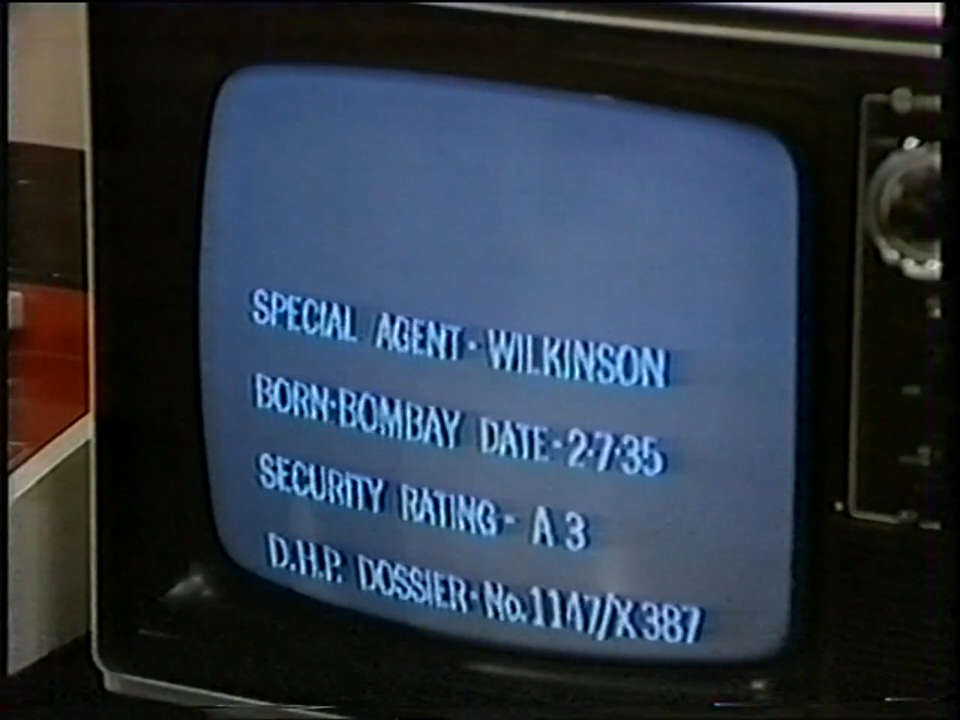 SPECIAL AGENT - WILKINSON
BORN - BOMBAY DATE - 2·7·35
SECURITY RATING - A 3
D.H.P. DOSSIER - No. 1147/X387